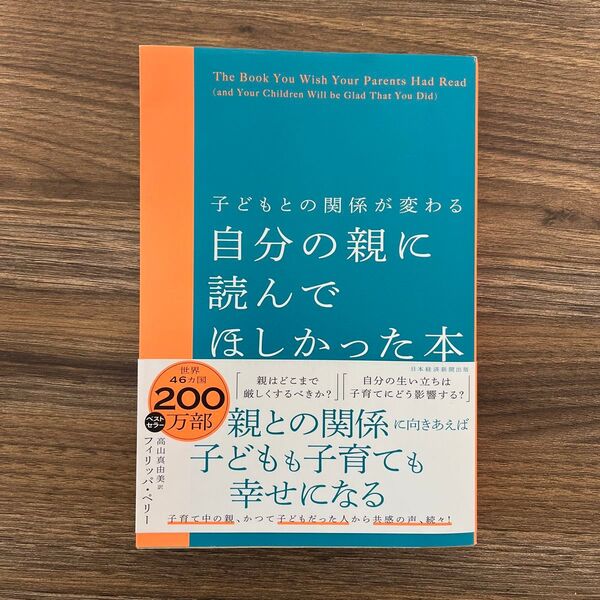 The Book You Wish Your Parents Had Read
(and Your Children Will be Glad That You Did)
子どもとの関係が変わる
自分の親に
読んで
ほしかった本
日本経済新聞出版
世界
46カ国
200
万部
ベスト
セラー
「親はどこまで
厳しくするべきか?」
「自分の生い立ちは
子育てにどう影響する?」
親との関係に向きあえば
子どもも子育ても
幸せになる
子育て中の親、かつて子どもだった人から共感の声、続々!
フィリッパ・ペリー
高山真由美 訳